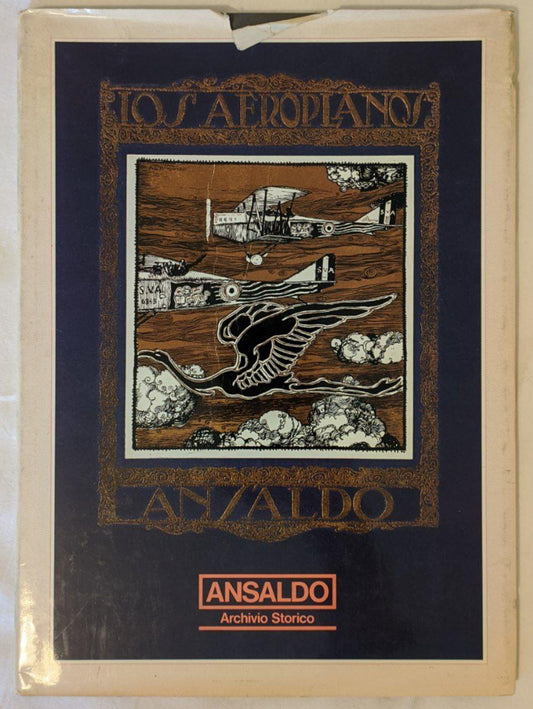 LOS AEROPLANOS
S.V.A
S A
ANSALDO
ANSALDO
Archivio Storico